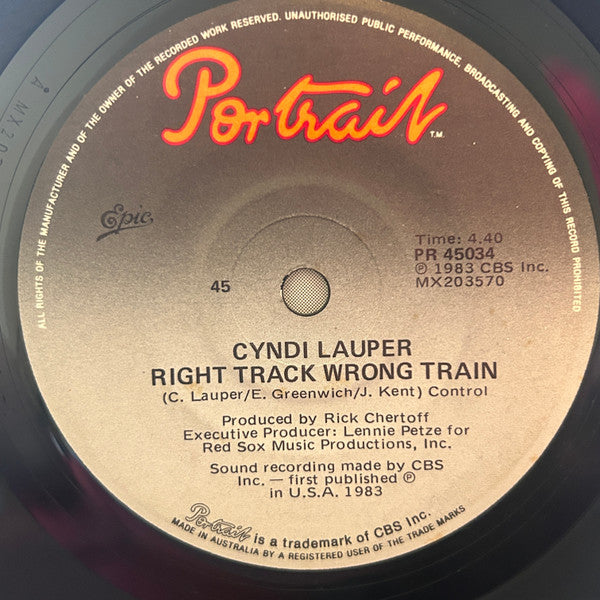 ALL RIGHTS OF THE MANUFACTURER AND OF THE OWNER OF THE RECORDED WORK RESERVED. UNAUTHORISED PUBLIC PERFORMANCE, BROADCASTING AND COPYING OF THIS RECORD PROHIBITED
Portrait T.M.
Epic
Time: 4.40
PR 45034
℗ 1983 CBS Inc.
MX203570
45
CYNDI LAUPER
RIGHT TRACK WRONG TRAIN
(C. Lauper/E. Greenwich/J. Kent) Control
Produced by Rick Chertoff
Executive Producer: Lennie Petze for
Red Sox Music Productions, Inc.
Sound recording made by CBS
Inc. — first published ℗
in U.S.A. 1983
Portrait is a trademark of CBS Inc.
MADE IN AUSTRALIA BY A REGISTERED USER OF THE TRADE MARKS